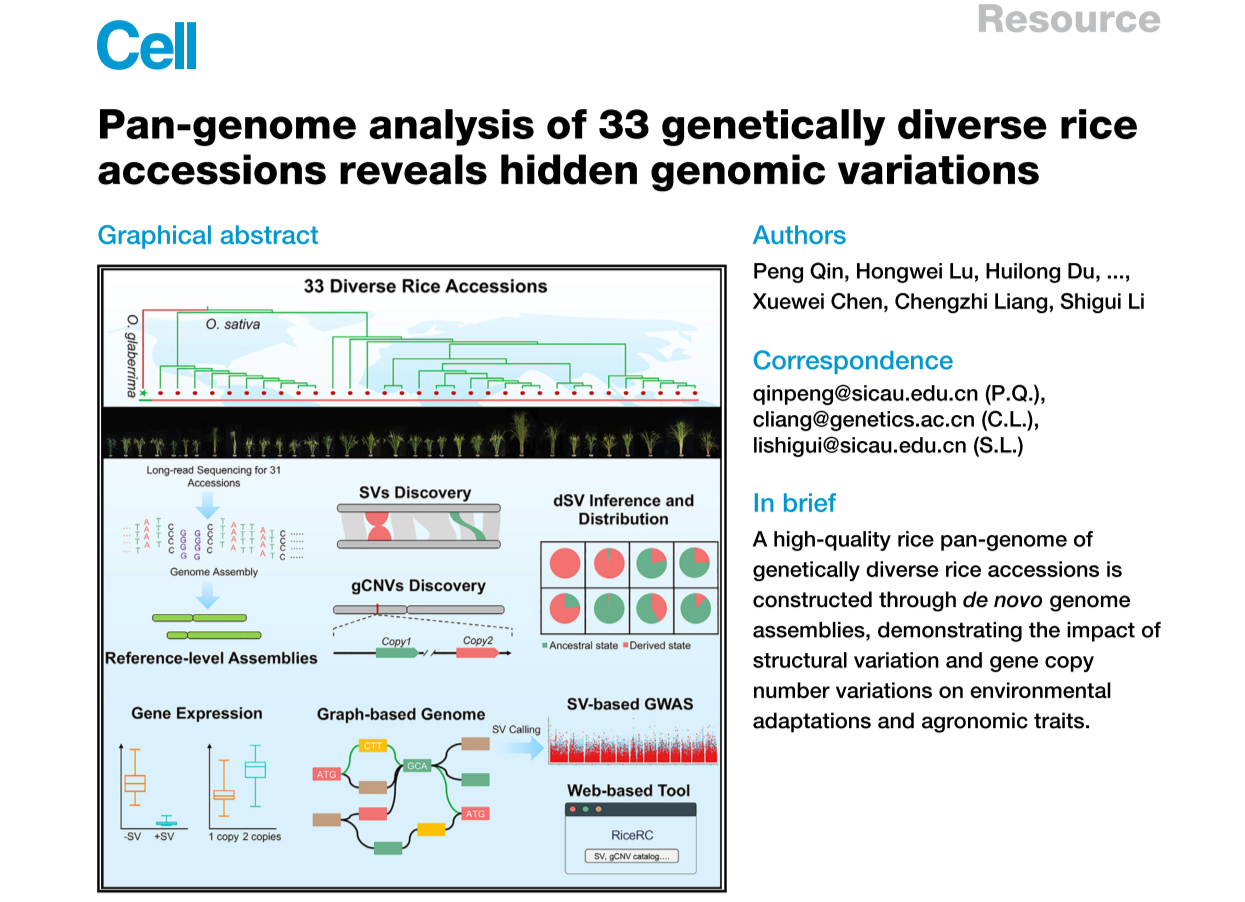 Cell
Resource
Pan-genome analysis of 33 genetically diverse rice
accessions reveals hidden genomic variations
Graphical abstract
33 Diverse Rice Accessions
O. glaberrima
O. sativa
Long-read Sequencing for 31
Accessions
Genome Assembly
Reference-level Assemblies
SVs Discovery
gCNVs Discovery
Copy1
Copy2
dSV Inference and
Distribution
Ancestral state
Derived state
Gene Expression
-SV
+SV
1 copy
2 copies
Graph-based Genome
CTT
ATG
GCA
ATG
SV Calling
SV-based GWAS
Web-based Tool
RiceRC
SV, gCNV catalog....
Authors
Peng Qin, Hongwei Lu, Huilong Du, ...,
Xuewei Chen, Chengzhi Liang, Shigui Li
Correspondence
qinpeng@sicau.edu.cn (P.Q.),
cliang@genetics.ac.cn (C.L.),
lishigui@sicau.edu.cn (S.L.)
In brief
A high-quality rice pan-genome of
genetically diverse rice accessions is
constructed through de novo genome
assemblies, demonstrating the impact of
structural variation and gene copy
number variations on environmental
adaptations and agronomic traits.